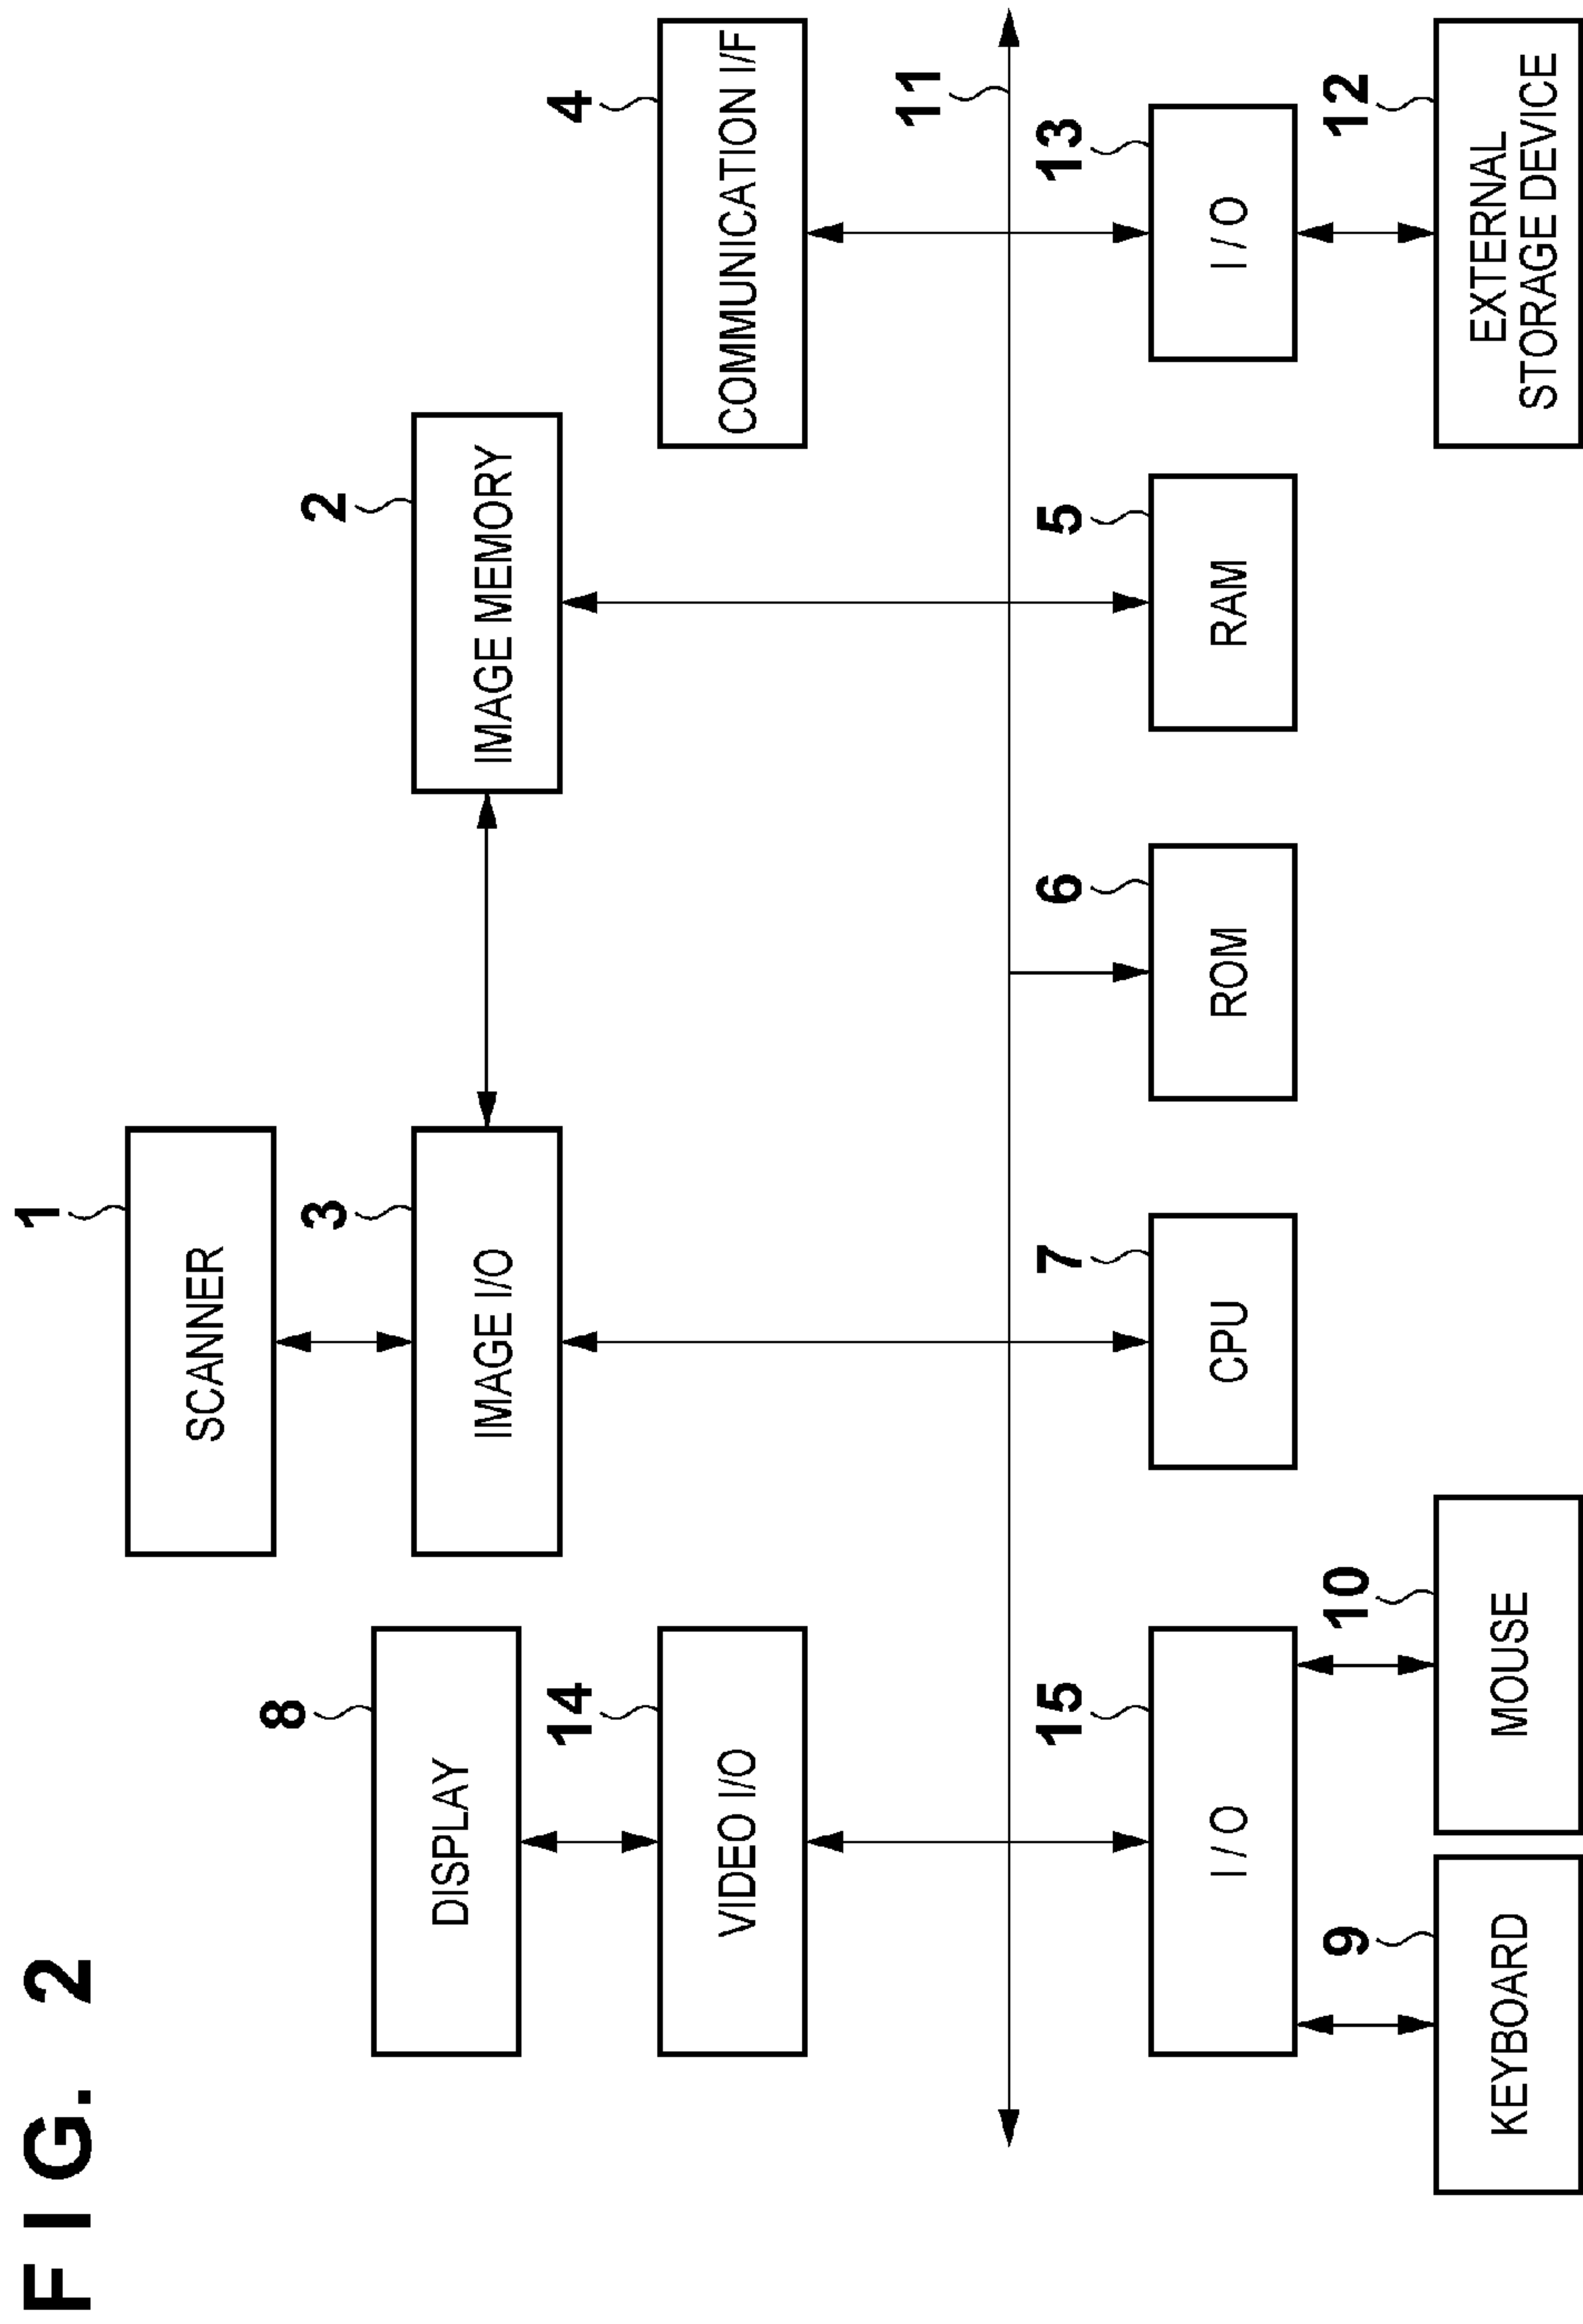 FIG. 2
1
SCANNER
8
DISPLAY
3
IMAGE I/O
2
IMAGE MEMORY
14
VIDEO I/O
4
COMMUNICATION I/F
11
15
I / O
7
CPU
6
ROM
5
RAM
13
I / O
9
KEYBOARD
10
MOUSE
12
EXTERNAL
STORAGE DEVICE